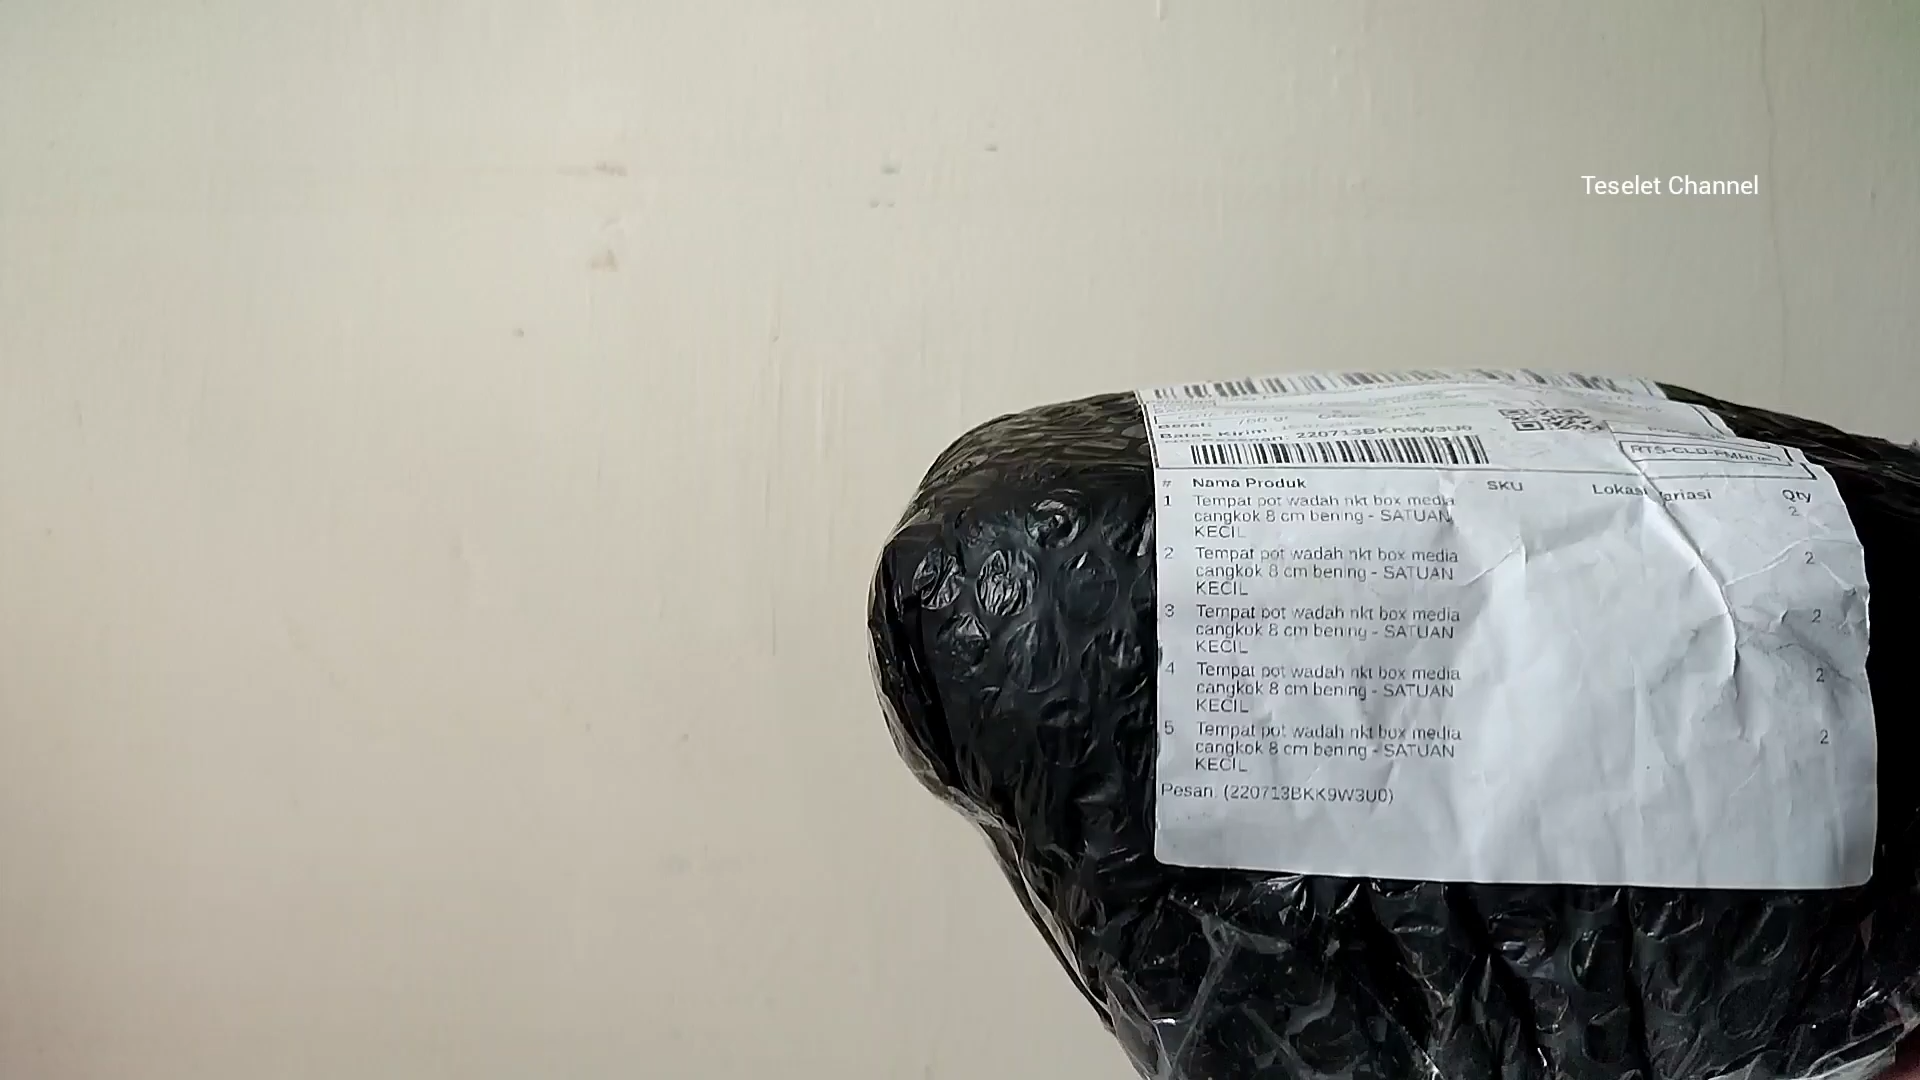 Teselet Channel
Berat:
Batas Kirim:
220713BKK9W3U0
# Nama Produk SKU Lokasi Variasi Qty
1 Tempat pot wadah nkt box media 2
cangkok 8 cm bening - SATUAN
KECIL
2 Tempat pot wadah nkt box media 2
cangkok 8 cm bening - SATUAN
KECIL
3 Tempat pot wadah nkt box media 2
cangkok 8 cm bening - SATUAN
KECIL
4 Tempat pot wadah nkt box media 2
cangkok 8 cm bening - SATUAN
KECIL
5 Tempat pot wadah nkt box media 2
cangkok 8 cm bening - SATUAN
KECIL
Pesan: (220713BKK9W3U0)